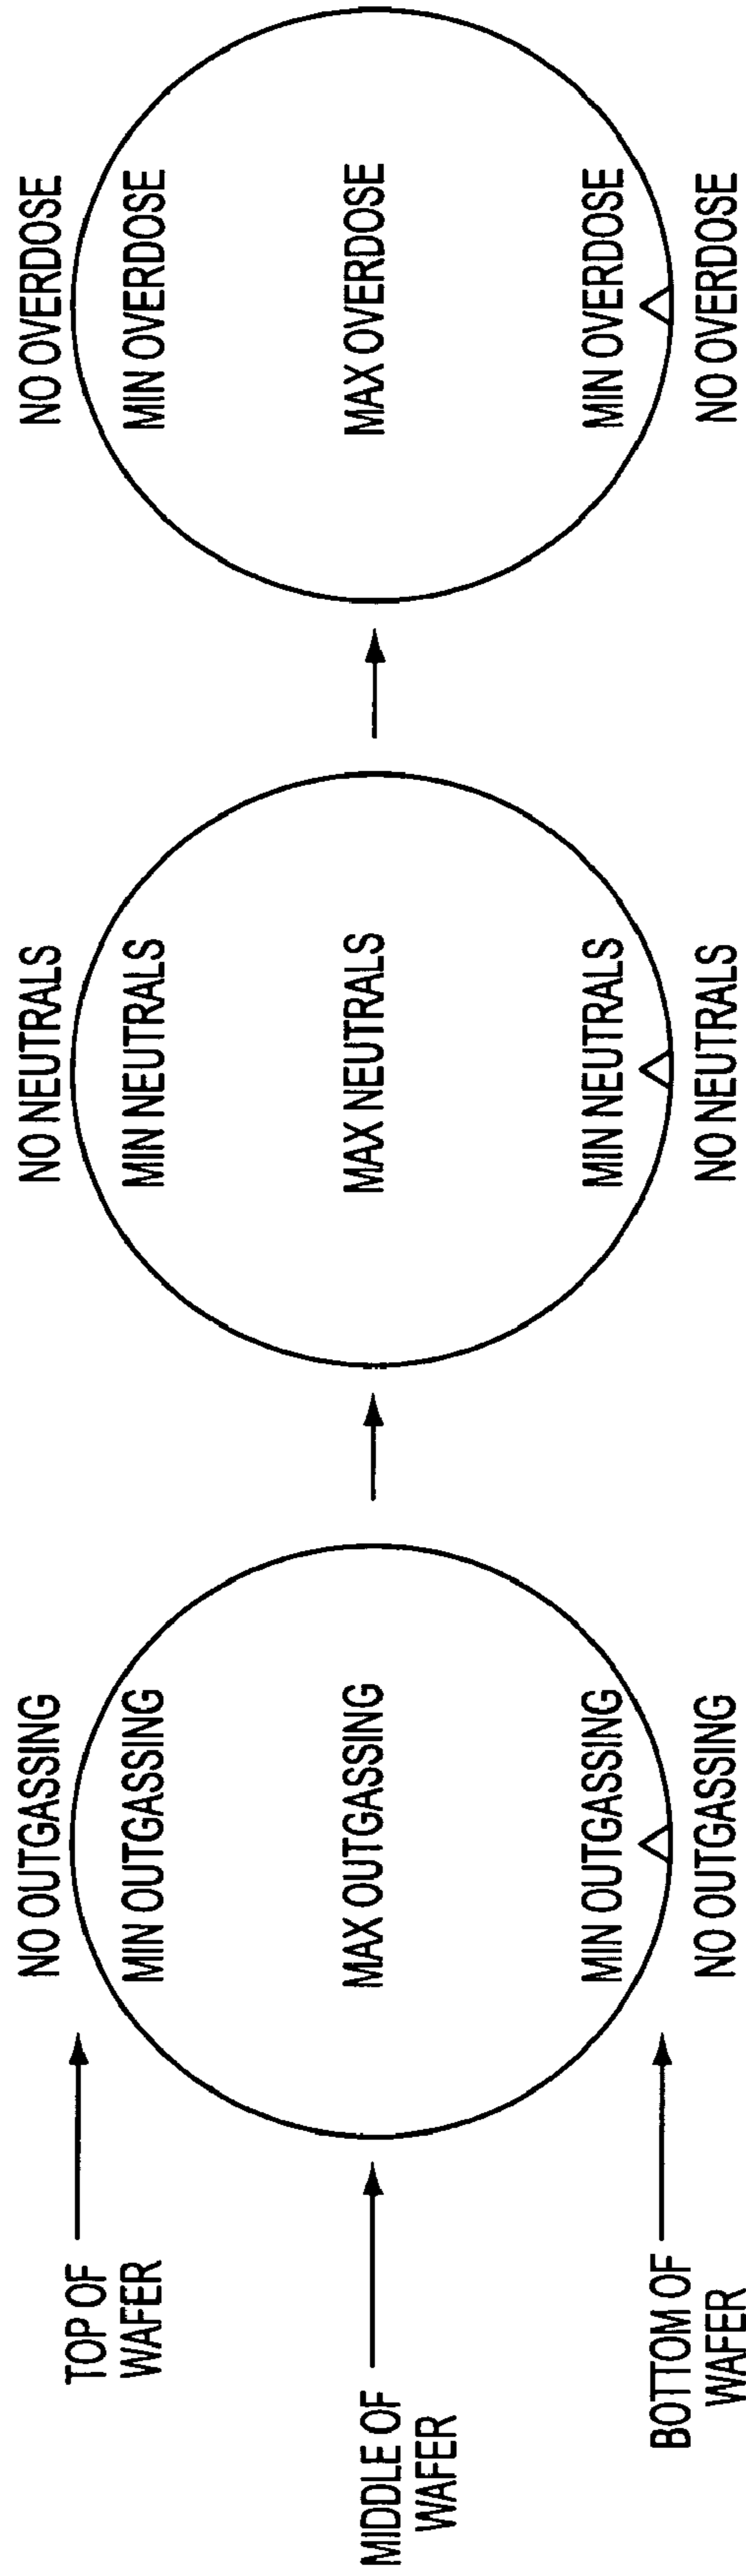 TOP OF
WAFER
MIDDLE OF
WAFER
BOTTOM OF
WAFER
NO OUTGASSING
MIN OUTGASSING
MAX OUTGASSING
MIN OUTGASSING
NO OUTGASSING
NO NEUTRALS
MIN NEUTRALS
MAX NEUTRALS
MIN NEUTRALS
NO NEUTRALS
NO OVERDOSE
MIN OVERDOSE
MAX OVERDOSE
MIN OVERDOSE
NO OVERDOSE